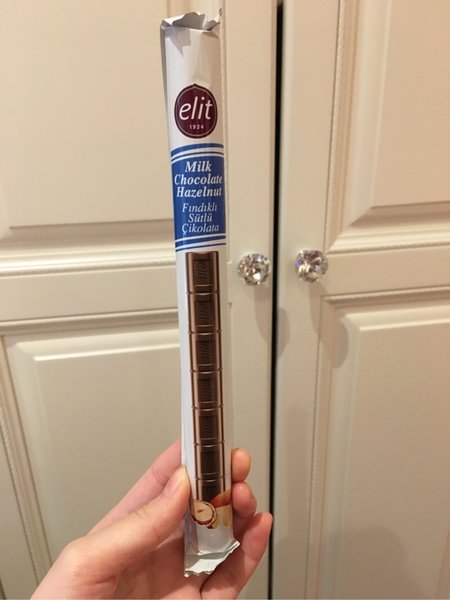 elit
1924
Milk
Chocolate
Hazelnut
Fındıklı
Sütlü
Çikolata